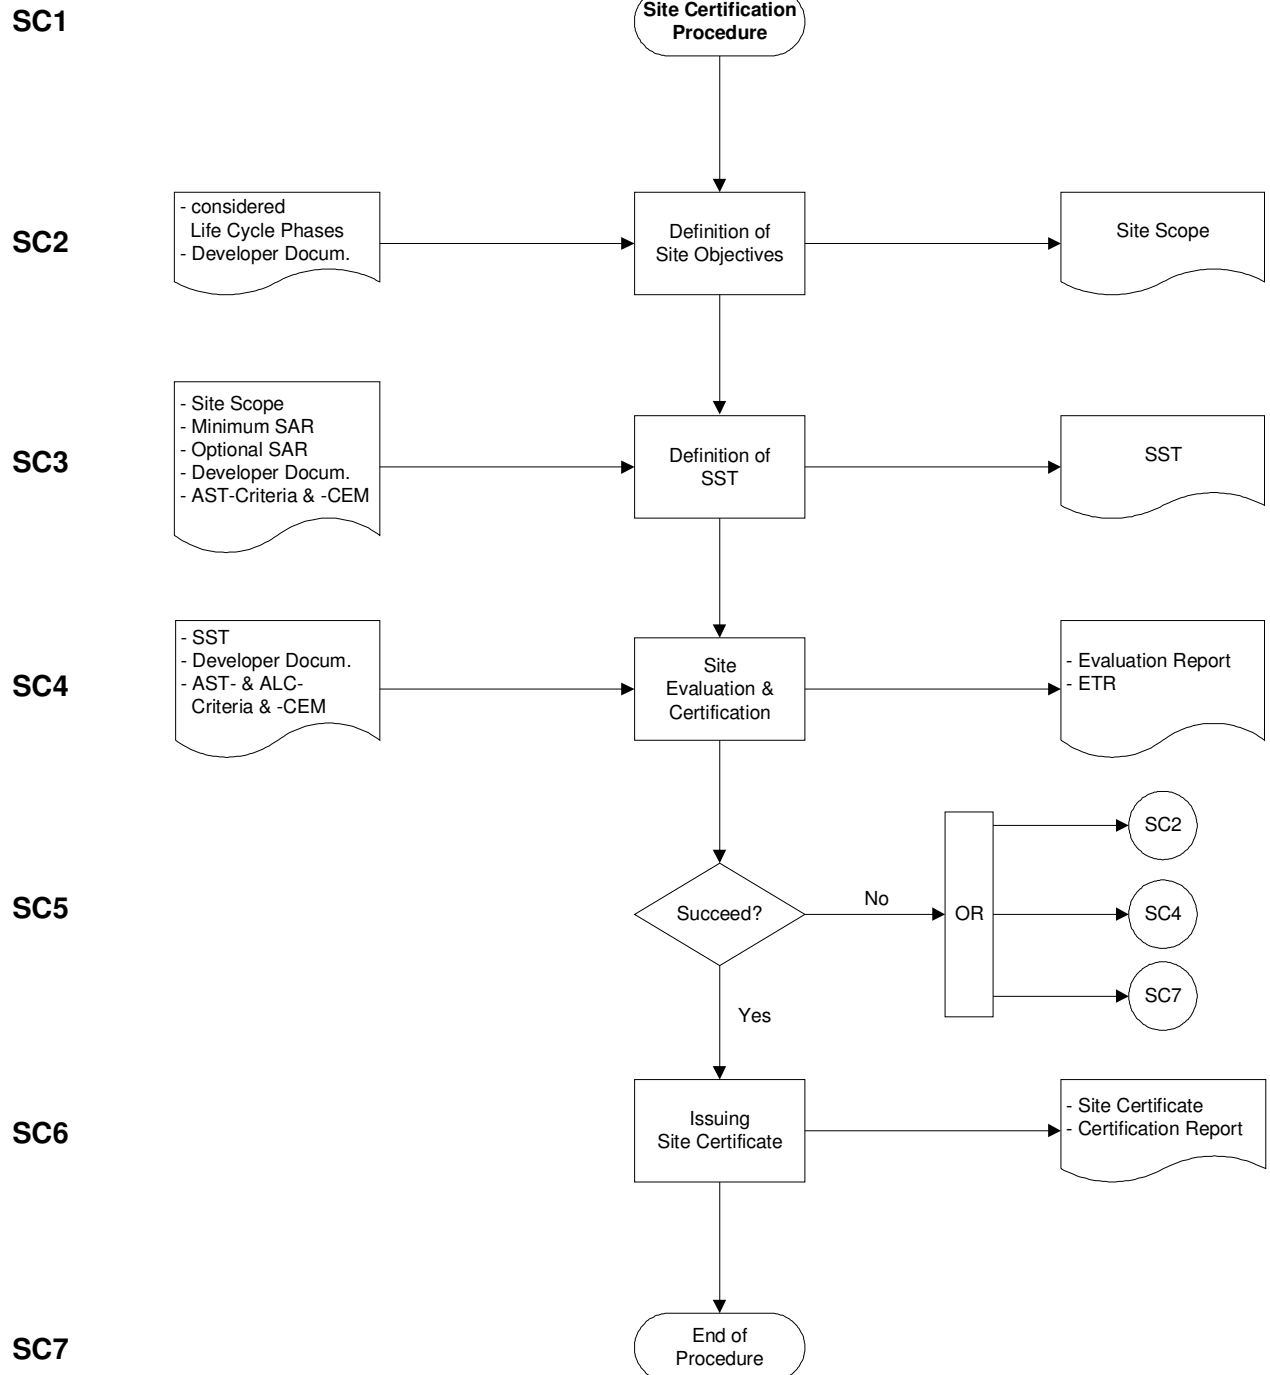 SC1
Site Certification
Procedure
SC2
- considered
Life Cycle Phases
- Developer Docum.
Definition of
Site Objectives
Site Scope
SC3
- Site Scope
- Minimum SAR
- Optional SAR
- Developer Docum.
- AST-Criteria & -CEM
Definition of
SST
SST
SC4
- SST
- Developer Docum.
- AST- & ALC-
Criteria & -CEM
Site
Evaluation &
Certification
- Evaluation Report
- ETR
SC5
Succeed?
No
OR
SC2
SC4
SC7
Yes
SC6
Issuing
Site Certificate
- Site Certificate
- Certification Report
SC7
End of
Procedure